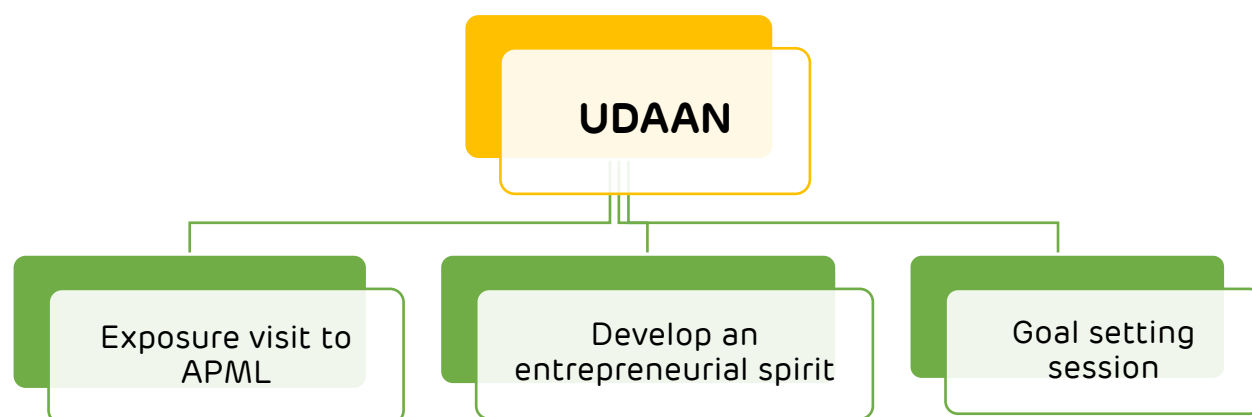 UDAAN
Exposure visit to
APML
Develop an
entrepreneurial spirit
Goal setting
session